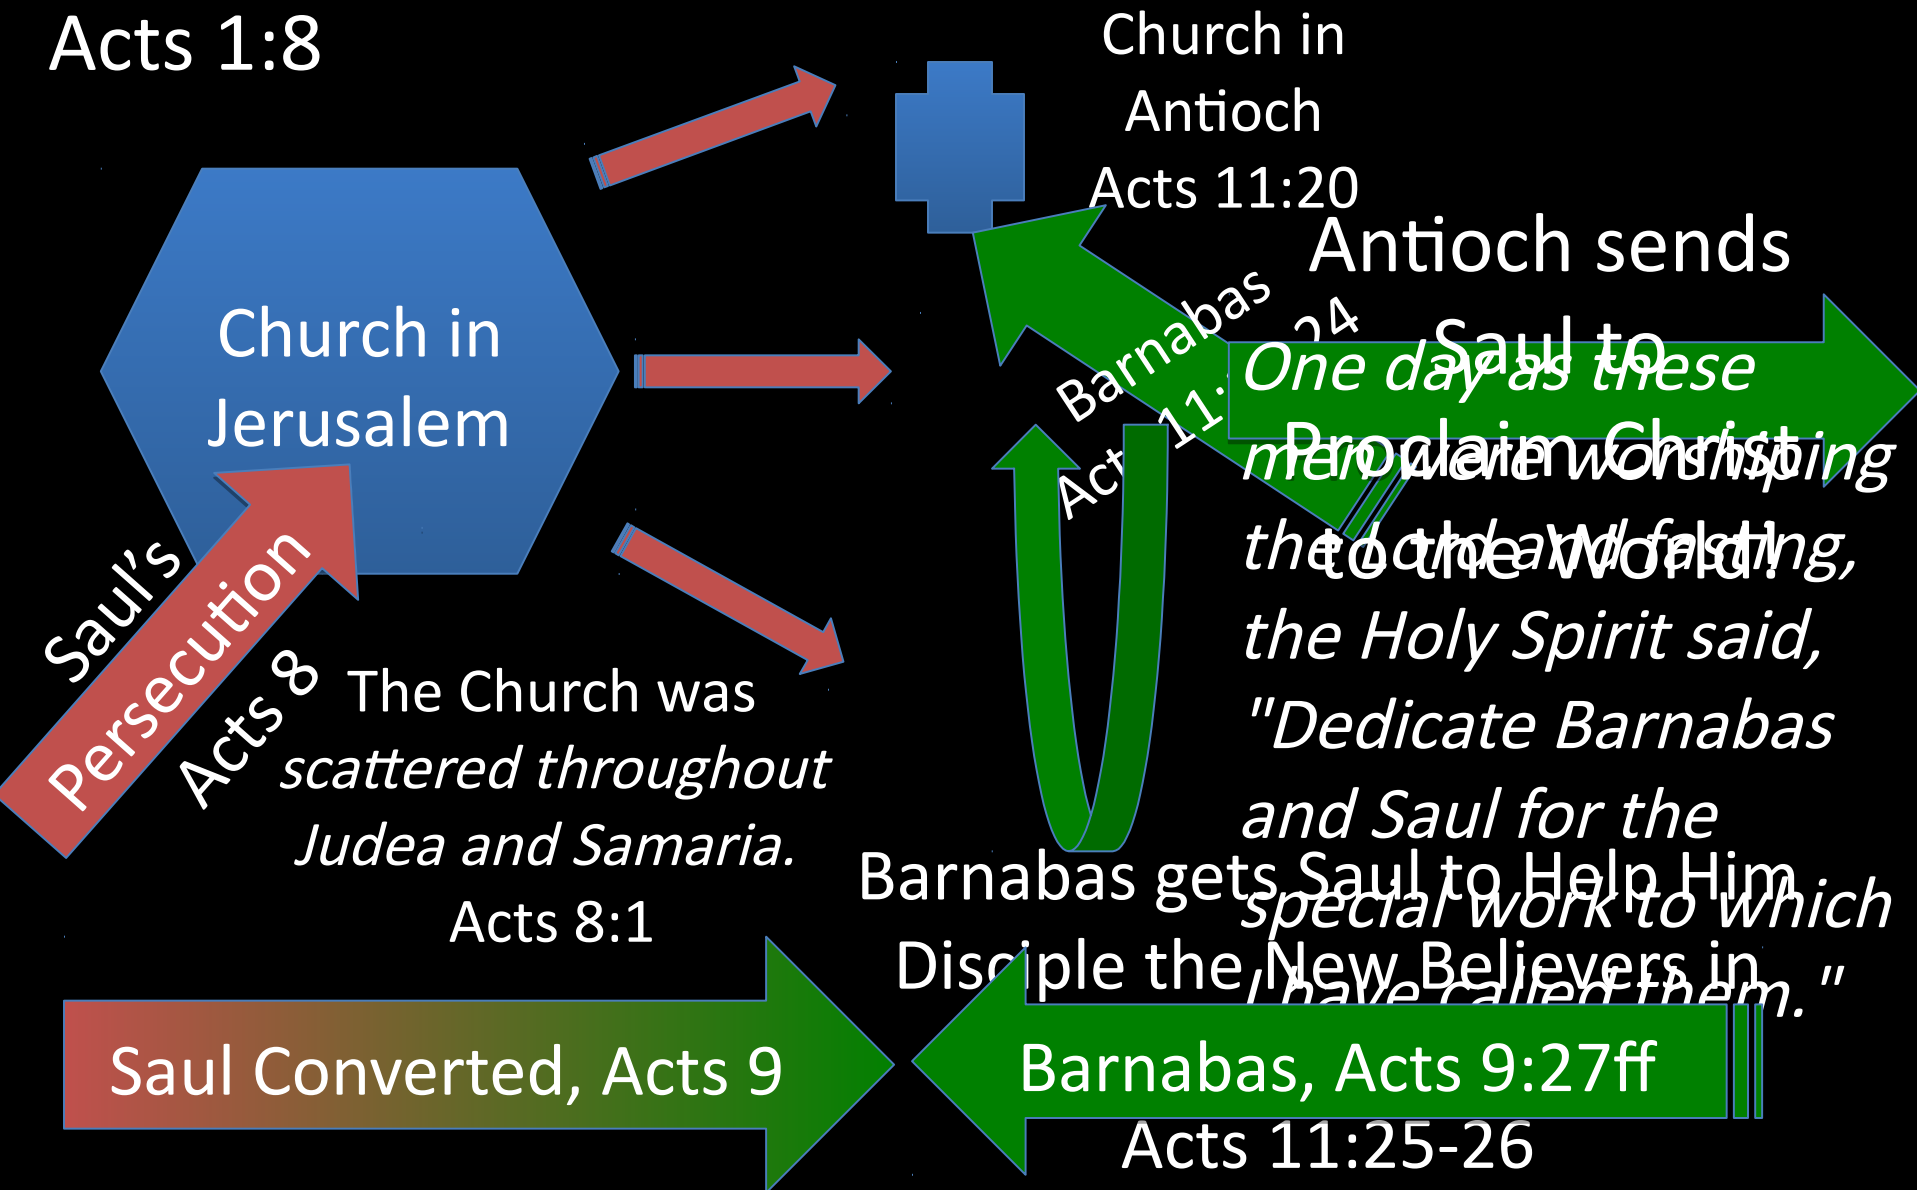 Acts 1:8
Church in
Antioch
Acts 11:20
Church in
Jerusalem
Saul's
Persecution
Acts 8
The Church was
scattered throughout
Judea and Samaria.
Acts 8:1
Barnabas
11:
24
Antioch sends
Saul to
Proclaim Christ
to the World!
One day as these
men were worshiping
the Lord and fasting,
the Holy Spirit said,
"Dedicate Barnabas
and Saul for the
special work to which
I have called them."
Barnabas gets Saul to Help Him
Disciple the New Believers in
Acts 11:25-26
Saul Converted, Acts 9
Barnabas, Acts 9:27ff